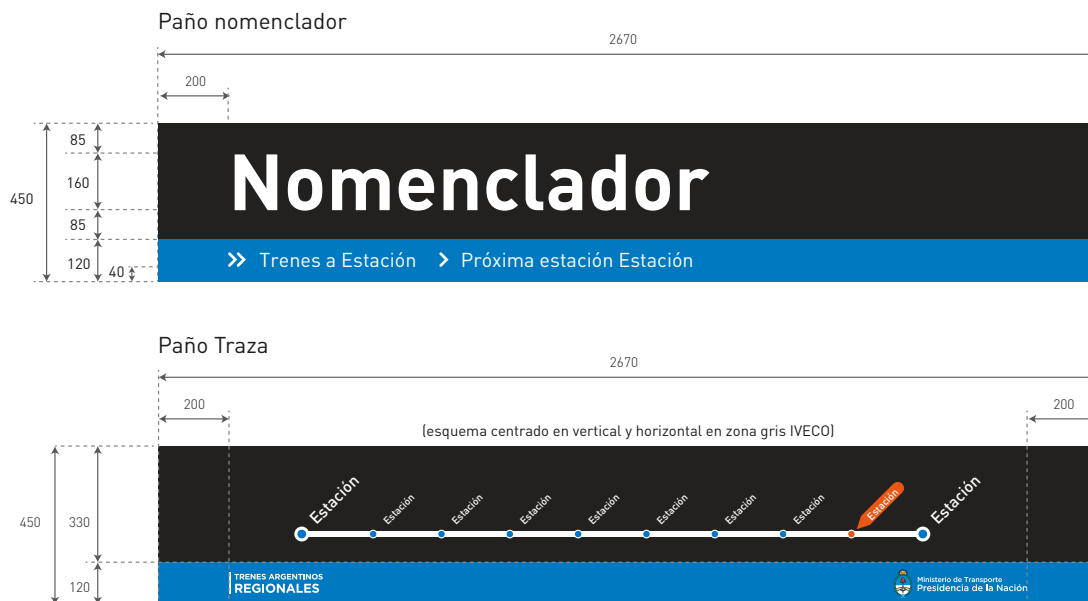 Paño nomenclador
2670
200
85
160
450
85
120
40
Nomenclador
Trenes a Estación
Próxima estación Estación
Paño Traza
2670
200
200
(esquema centrado en vertical y horizontal en zona gris IVECO)
450
330
120
Estación
Estación
Estación
Estación
Estación
Estación
Estación
Estación
Estación
Estación
TRENES ARGENTINOS
REGIONALES
Ministerio de Transporte
Presidencia de la Nación